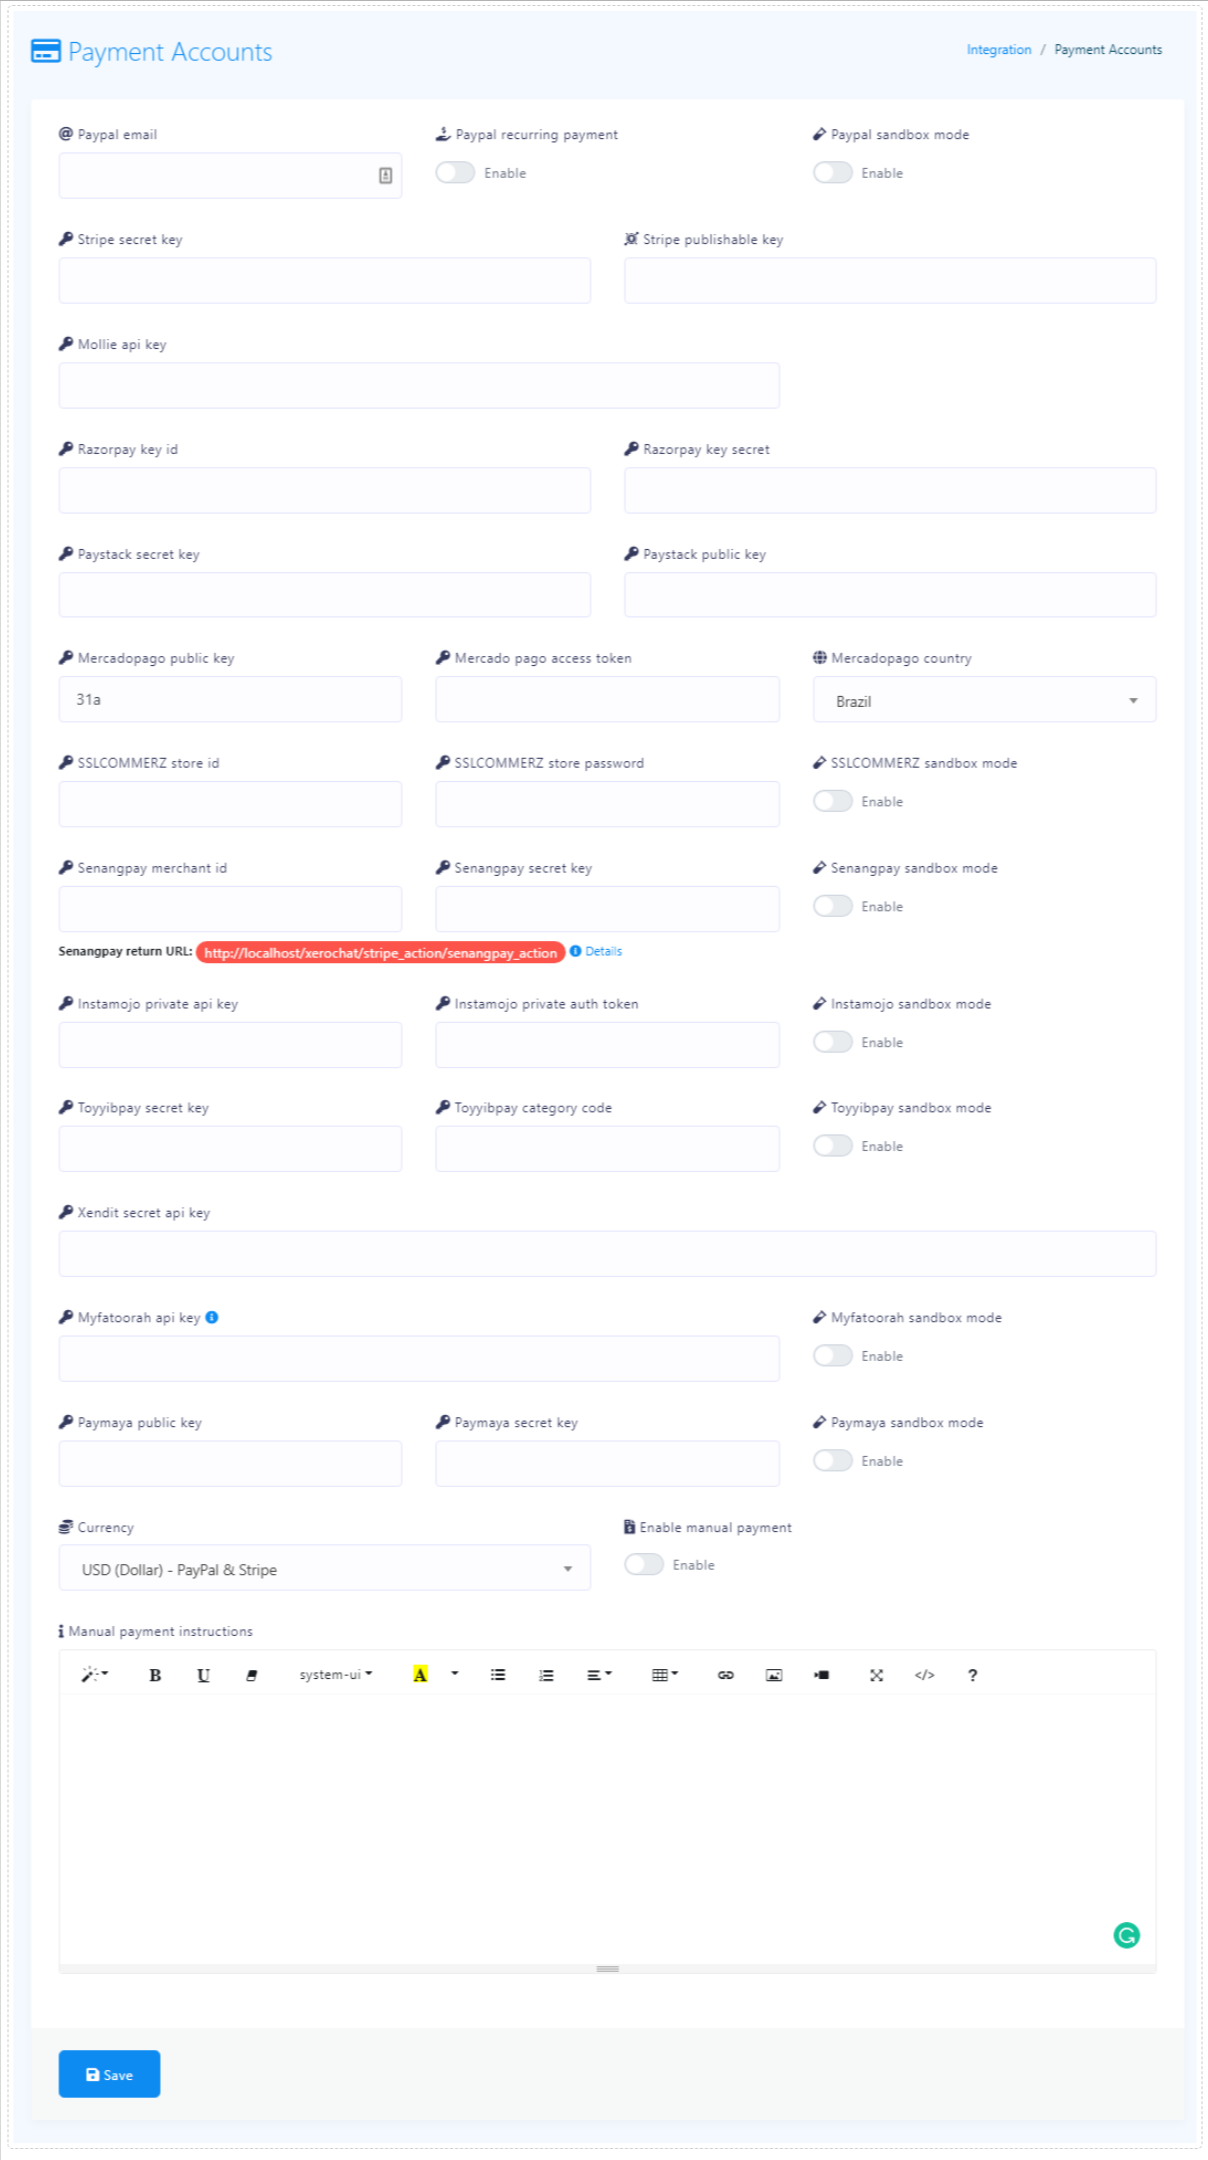 Payment Accounts
Integration / Payment Accounts
Paypal email
Paypal recurring payment
Paypal sandbox mode
Enable
Enable
Stripe secret key
Stripe publishable key
Mollie api key
Razorpay key id
Razorpay key secret
Paystack secret key
Paystack public key
Mercadopago public key
Mercado pago access token
Mercadopago country
31a
Brazil
SSLCOMMERZ store id
SSLCOMMERZ store password
SSLCOMMERZ sandbox mode
Enable
Senangpay merchant id
Senangpay secret key
Senangpay sandbox mode
Enable
Senangpay return URL: http://localhost/xerochat/stripe_action/senangpay_action Details
Instamojo private api key
Instamojo private auth token
Instamojo sandbox mode
Enable
Toyyibpay secret key
Toyyibpay category code
Toyyibpay sandbox mode
Enable
Xendit secret api key
Myfatoorah api key
Myfatoorah sandbox mode
Enable
Paymaya public key
Paymaya secret key
Paymaya sandbox mode
Enable
Currency
Enable manual payment
USD (Dollar) - PayPal & Stripe
Enable
Manual payment instructions
B U system-ui A </> ?
Save